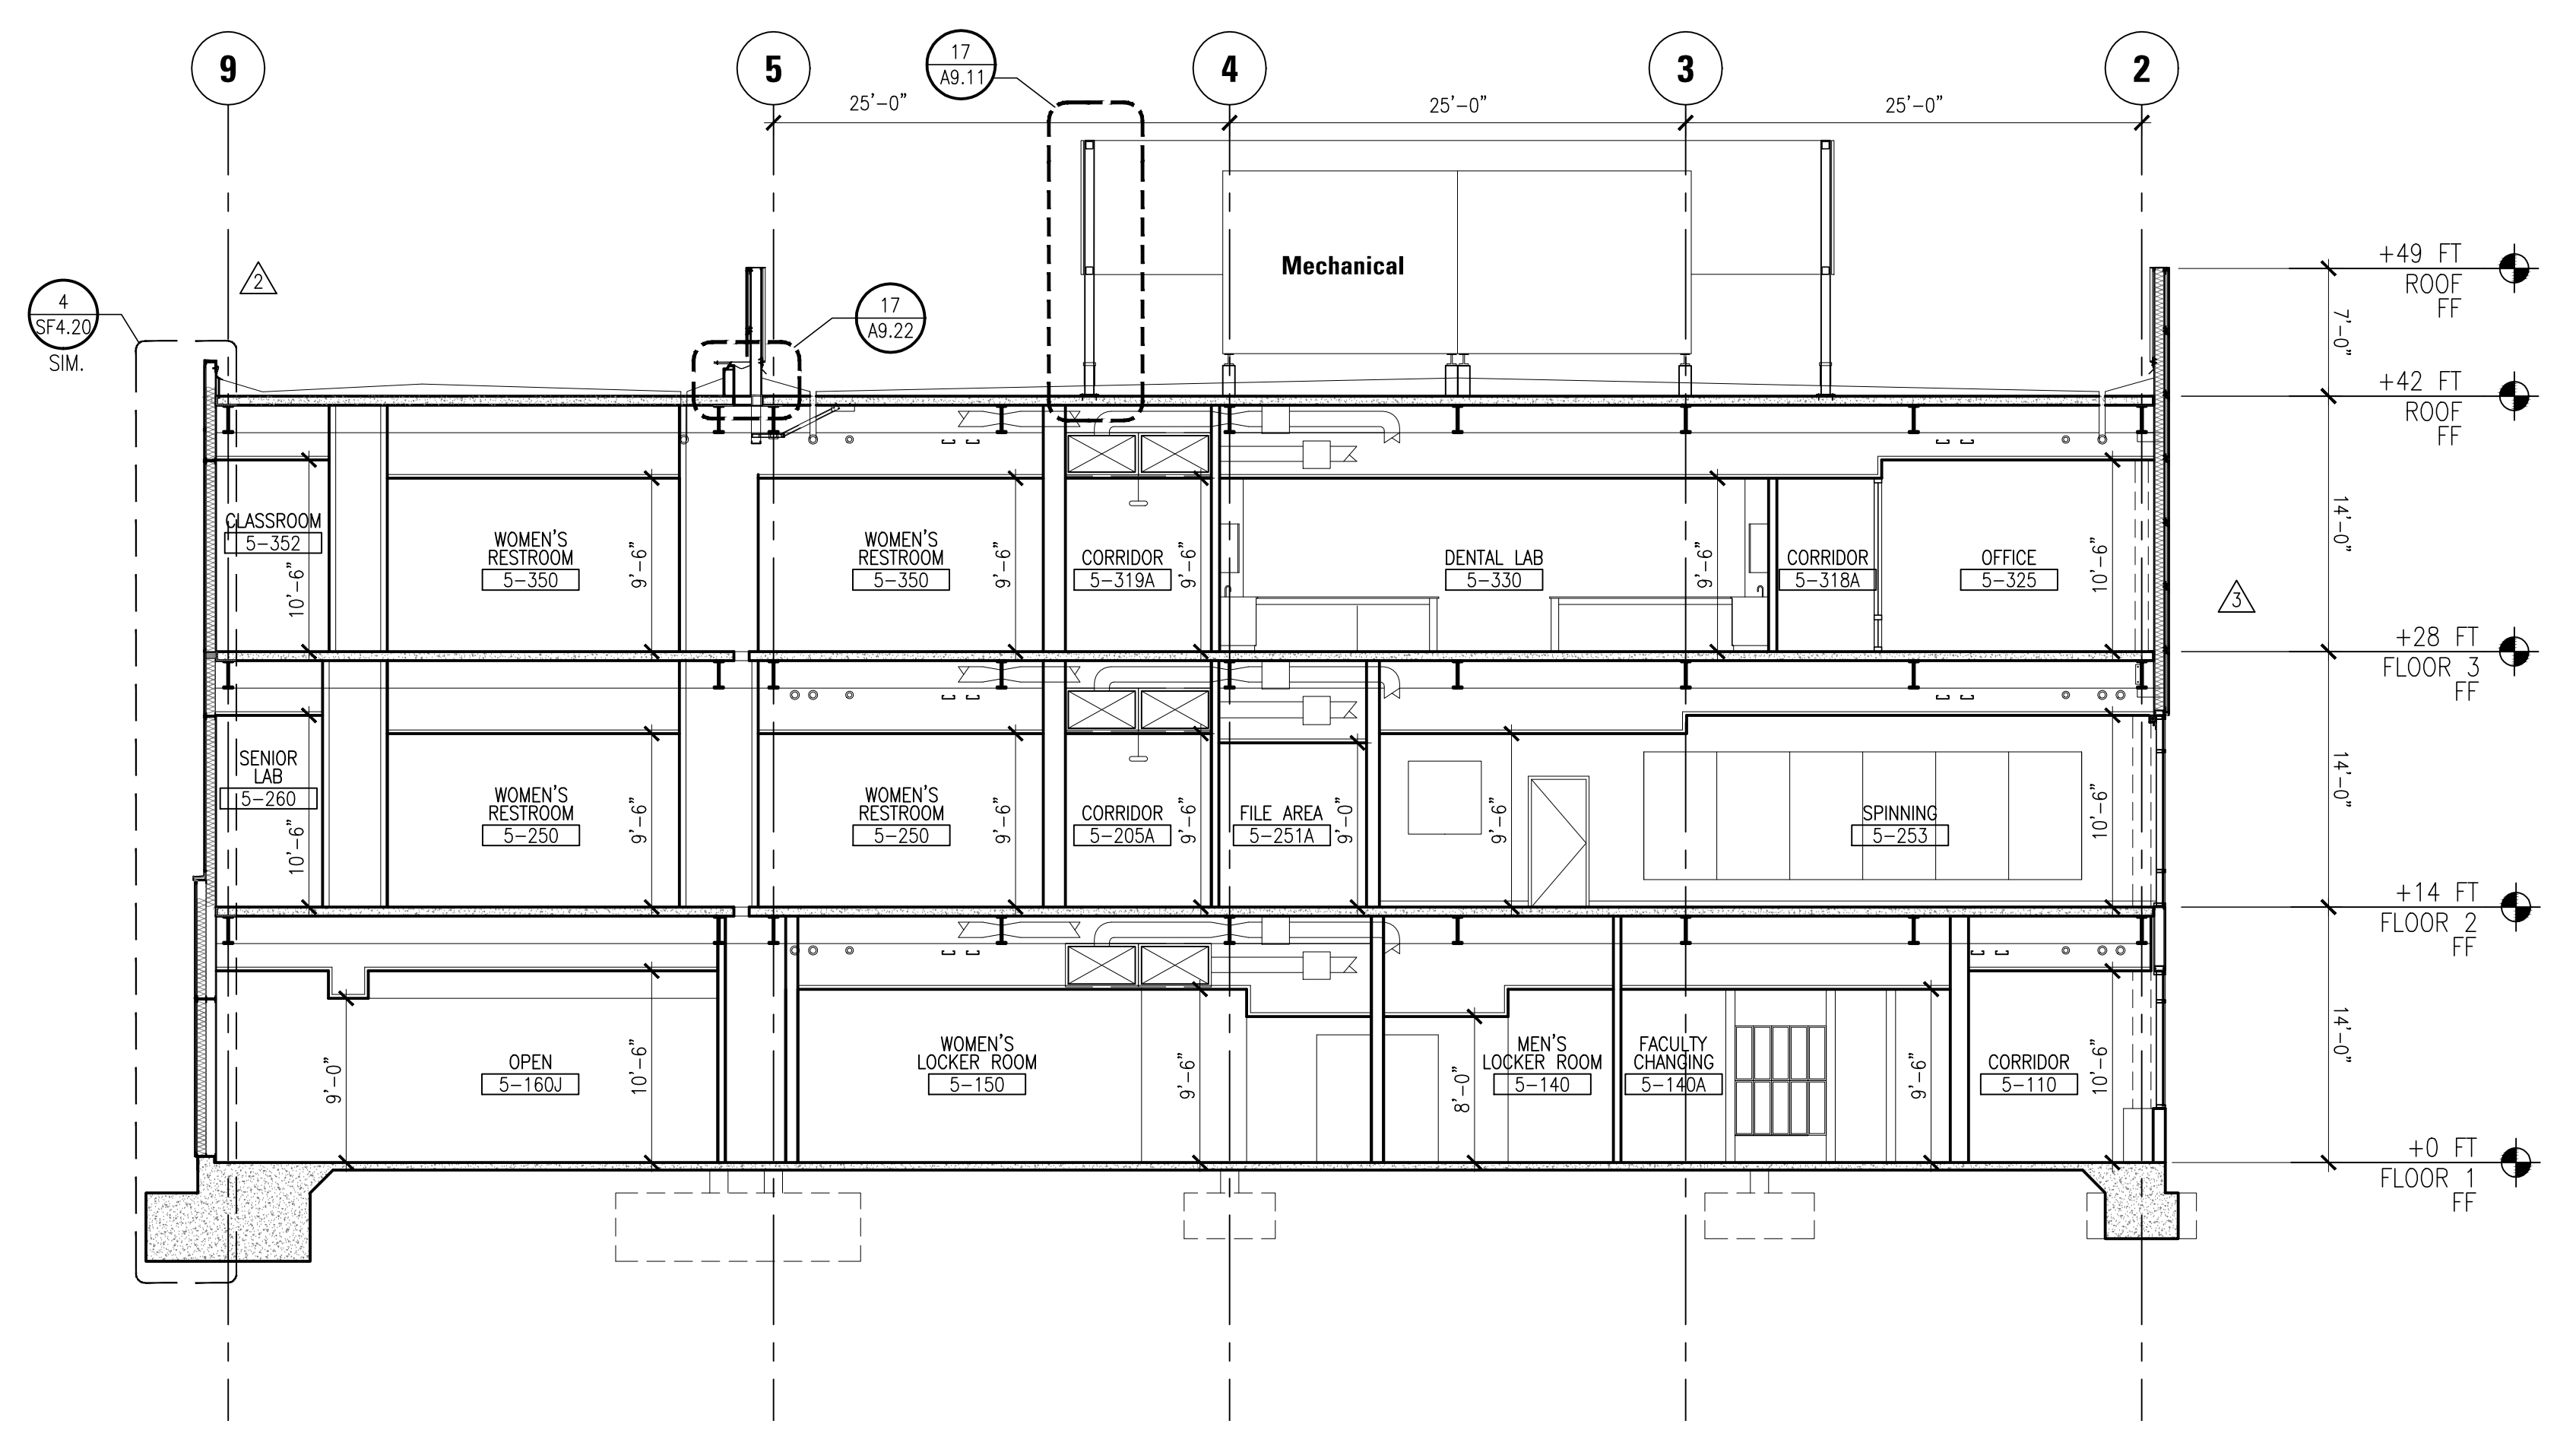 9
5
4
3
2
17
A9.11
25'-0"
25'-0"
25'-0"
Mechanical
+49 FT
ROOF
FF
7'-0"
2
4
SF4.20
SIM.
17
A9.22
+42 FT
ROOF
FF
14'-0"
CLASSROOM
5-352
10'-6"
WOMEN'S
RESTROOM
5-350
9'-6"
WOMEN'S
RESTROOM
5-350
9'-6"
CORRIDOR
5-319A
9'-6"
DENTAL LAB
5-330
9'-6"
CORRIDOR
5-318A
OFFICE
5-325
10'-6"
3
+28 FT
FLOOR 3
FF
14'-0"
SENIOR
LAB
5-260
10'-6"
WOMEN'S
RESTROOM
5-250
9'-6"
WOMEN'S
RESTROOM
5-250
9'-6"
CORRIDOR
5-205A
9'-6"
FILE AREA
5-251A
9'-0"
9'-6"
SPINNING
5-253
10'-6"
+14 FT
FLOOR 2
FF
14'-0"
9'-0"
OPEN
5-160J
10'-6"
WOMEN'S
LOCKER ROOM
5-150
9'-6"
8'-0"
MEN'S
LOCKER ROOM
5-140
FACULTY
CHANGING
5-140A
9'-6"
CORRIDOR
5-110
10'-6"
+0 FT
FLOOR 1
FF